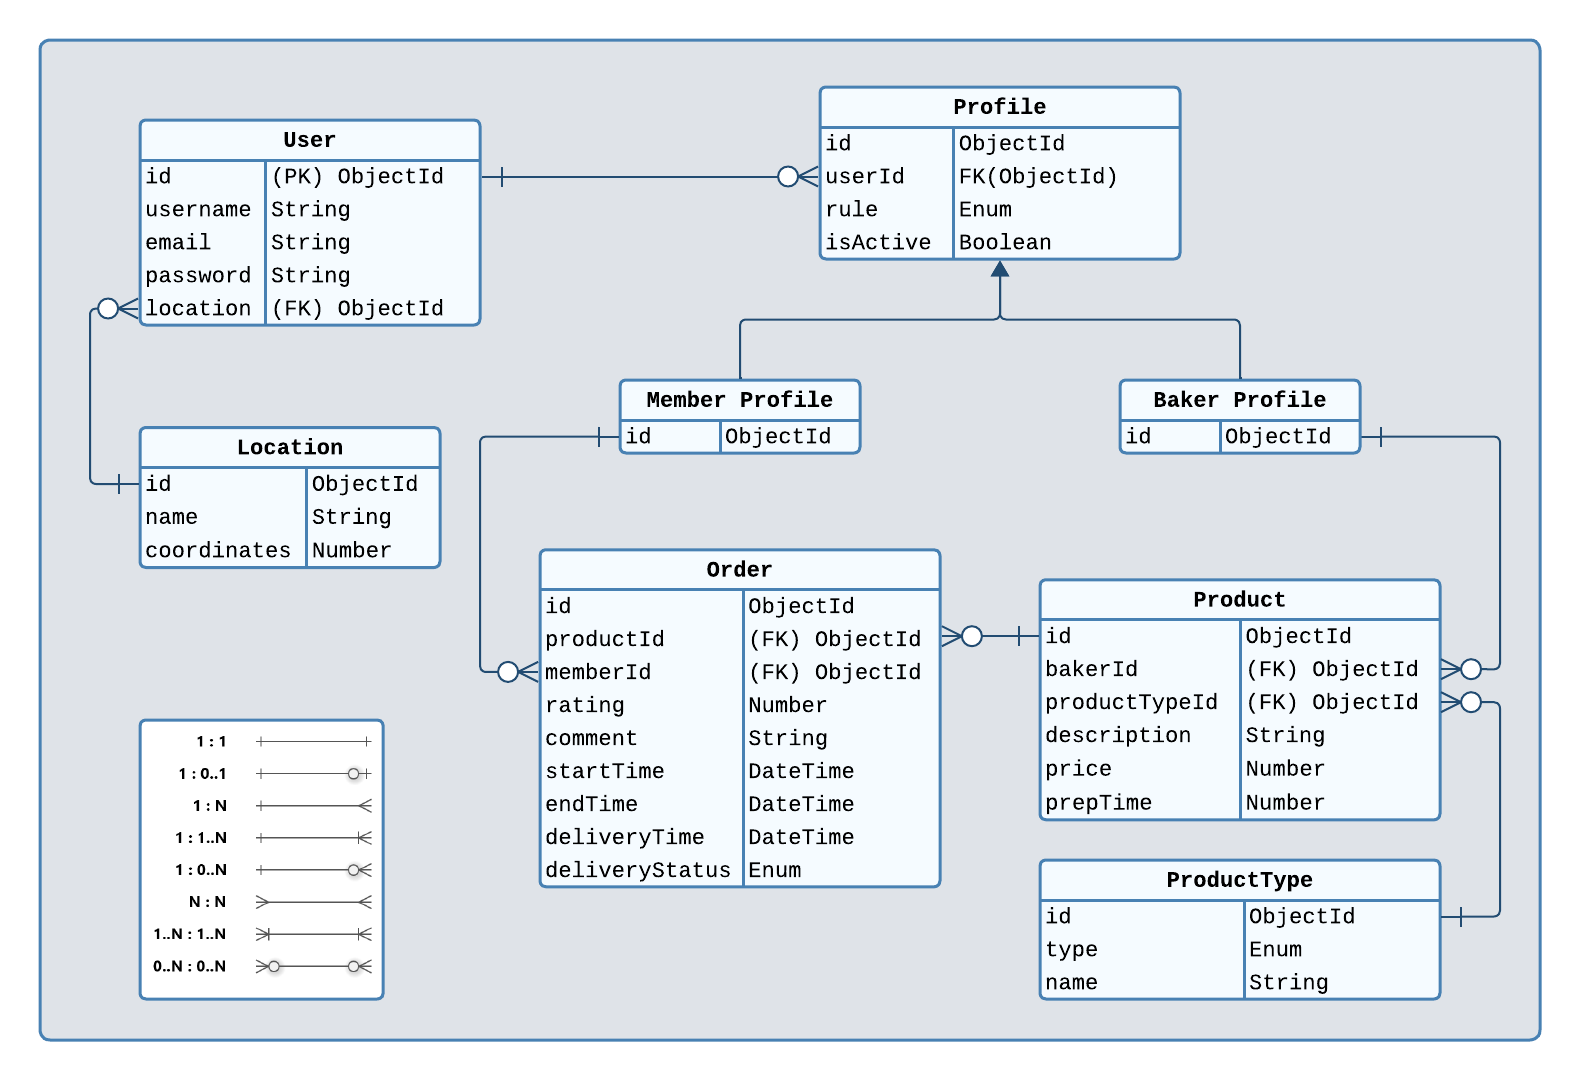 User
id (PK) ObjectId
username String
email String
password String
location (FK) ObjectId
Profile
id ObjectId
userId FK(ObjectId)
rule Enum
isActive Boolean
Member Profile
id ObjectId
Baker Profile
id ObjectId
Location
id ObjectId
name String
coordinates Number
Order
id ObjectId
productId (FK) ObjectId
memberId (FK) ObjectId
rating Number
comment String
startTime DateTime
endTime DateTime
deliveryTime DateTime
deliveryStatus Enum
Product
id ObjectId
bakerId (FK) ObjectId
productTypeId (FK) ObjectId
description String
price Number
prepTime Number
ProductType
id ObjectId
type Enum
name String
1 : 1
1 : 0..1
1 : N
1 : 1..N
1 : 0..N
N : N
1..N : 1..N
0..N : 0..N